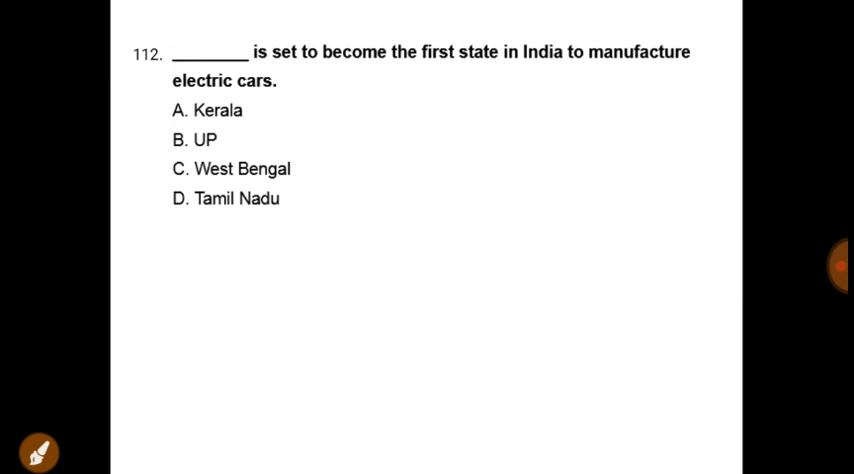 112. ________ is set to become the first state in India to manufacture
electric cars.
A. Kerala
B. UP
C. West Bengal
D. Tamil Nadu